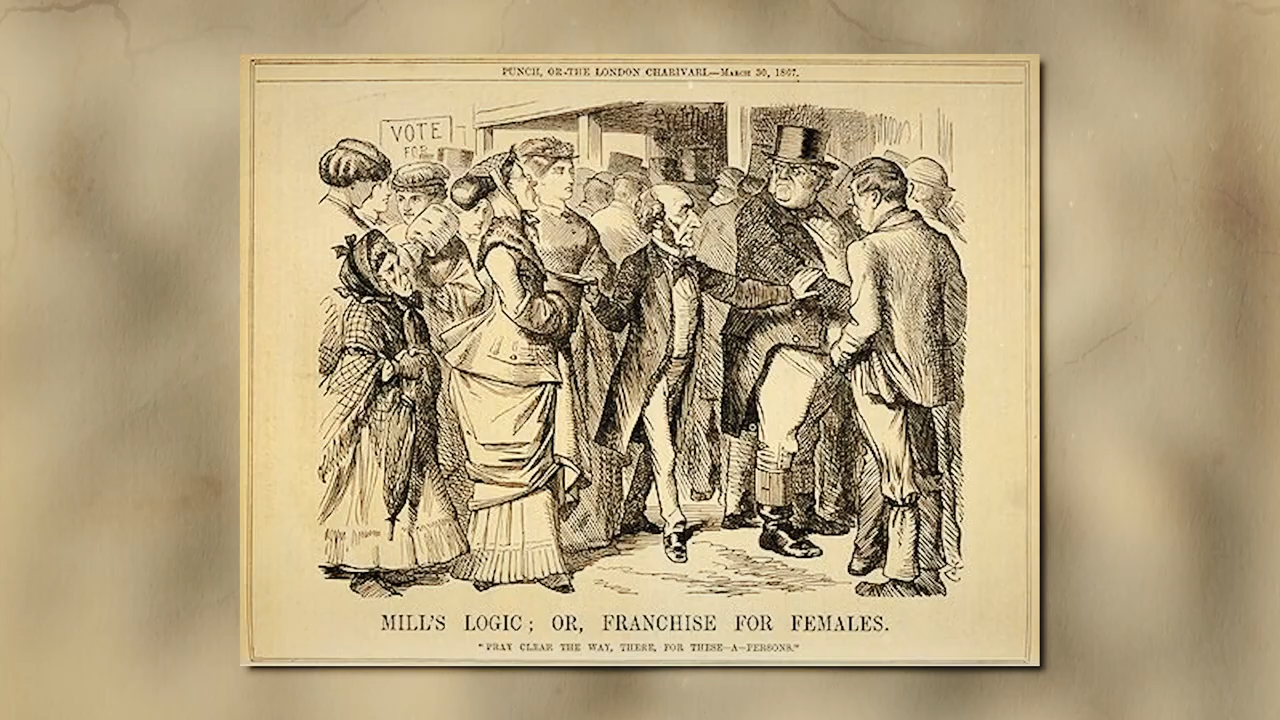 PUNCH, OR THE LONDON CHARIVARI.—MARCH 30, 1867.
VOTE
FOR
MILL'S LOGIC; OR, FRANCHISE FOR FEMALES.
"PRAY CLEAR THE WAY, THERE, FOR THESE—A—PERSONS."